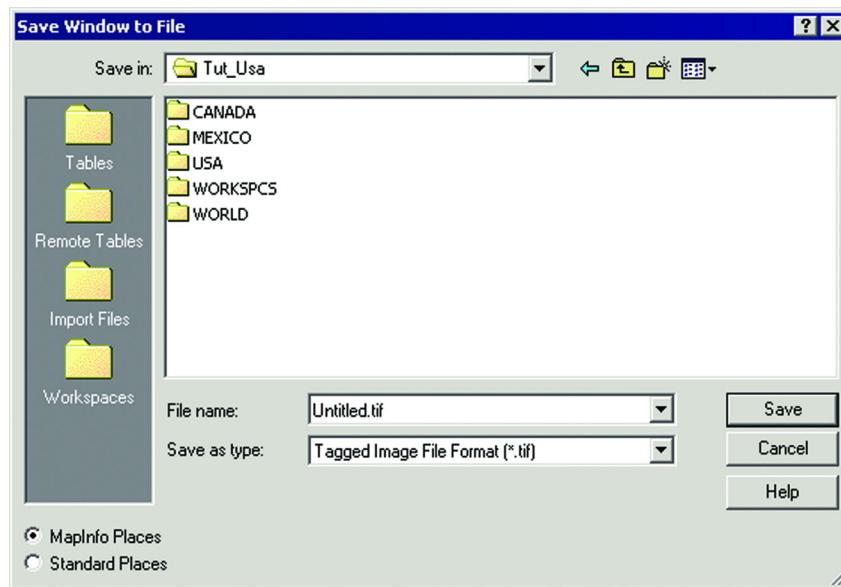 Save Window to File
Save in: Tut_Usa
Tables
Remote Tables
Import Files
Workspaces
CANADA
MEXICO
USA
WORKSPCS
WORLD
File name: Untitled.tif
Save
Save as type: Tagged Image File Format (*.tif)
Cancel
Help
MapInfo Places
Standard Places